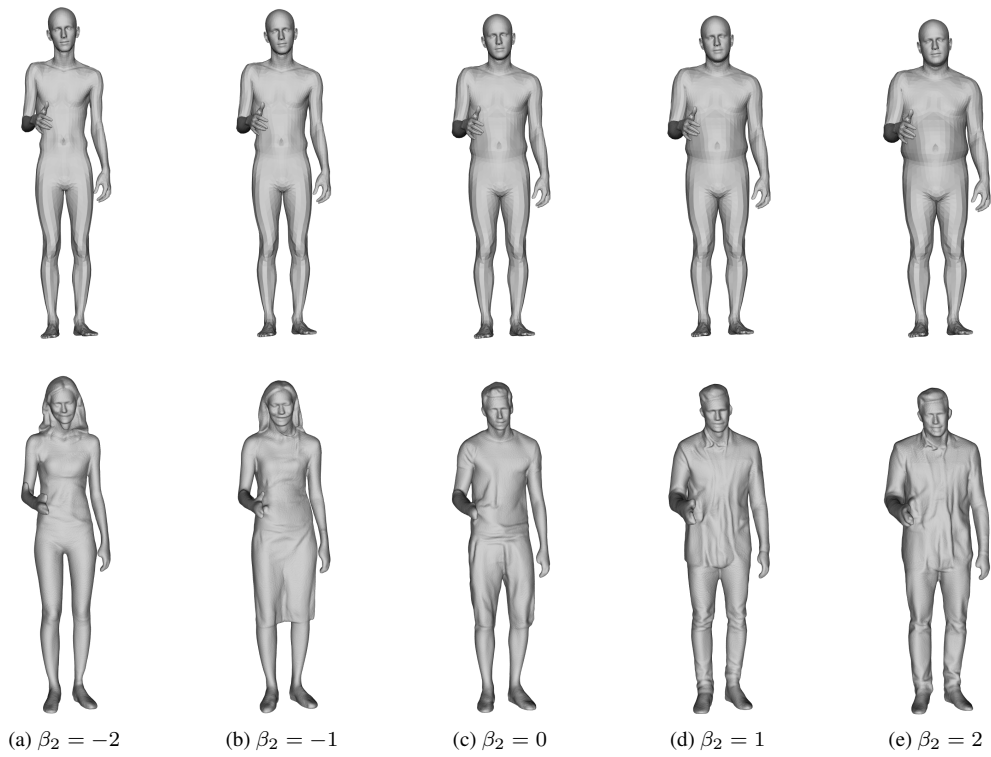 (a) β₂ = −2 (b) β₂ = −1 (c) β₂ = 0 (d) β₂ = 1 (e) β₂ = 2